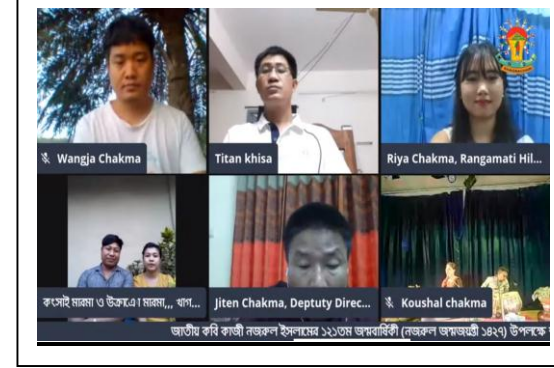 Wangja Chakma
Titan khisa
Riya Chakma, Rangamati Hil...
কংসাই মারমা ও উক্রাএো মারমা,,, খাগ...
Jiten Chakma, Deptuty Direc...
Koushal chakma
জাতীয় কবি কাজী নজরুল ইসলামের ১২১তম জন্মবার্ষিকী (নজরুল জন্মজয়ন্তী ১৪২৭) উপলক্ষে